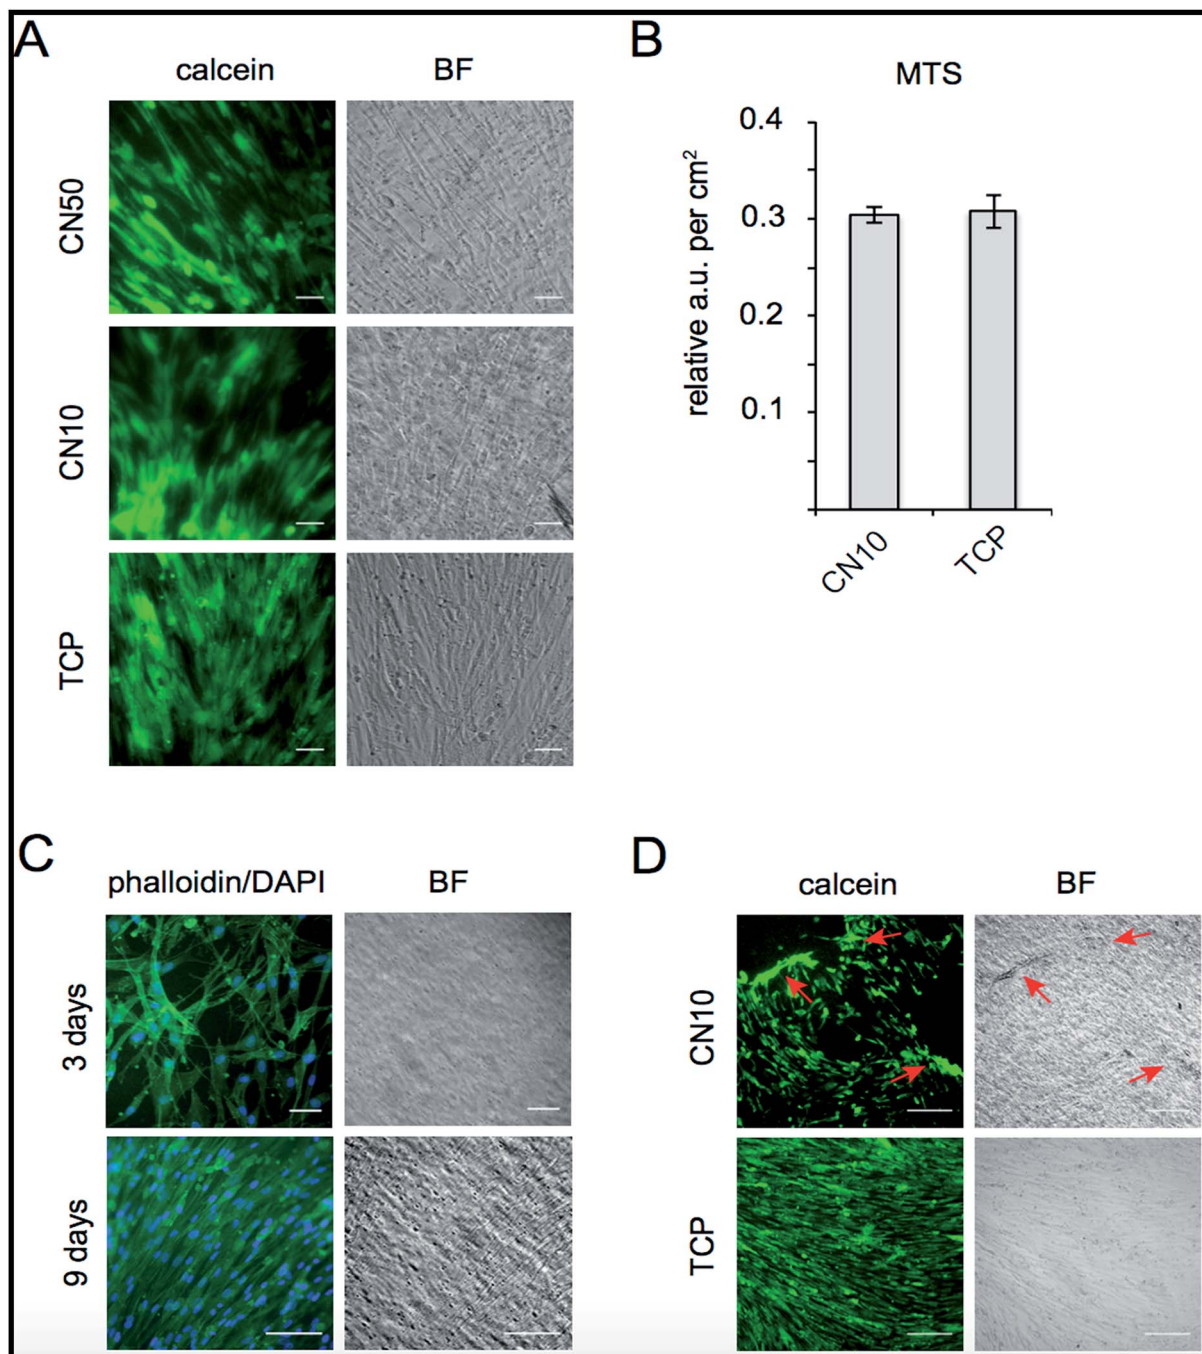 A
calcein
BF
CN50
CN10
TCP
B
MTS
relative a.u. per cm²
0.4
0.3
0.2
0.1
CN10
TCP
C
phalloidin/DAPI
BF
3 days
9 days
D
calcein
BF
CN10
TCP